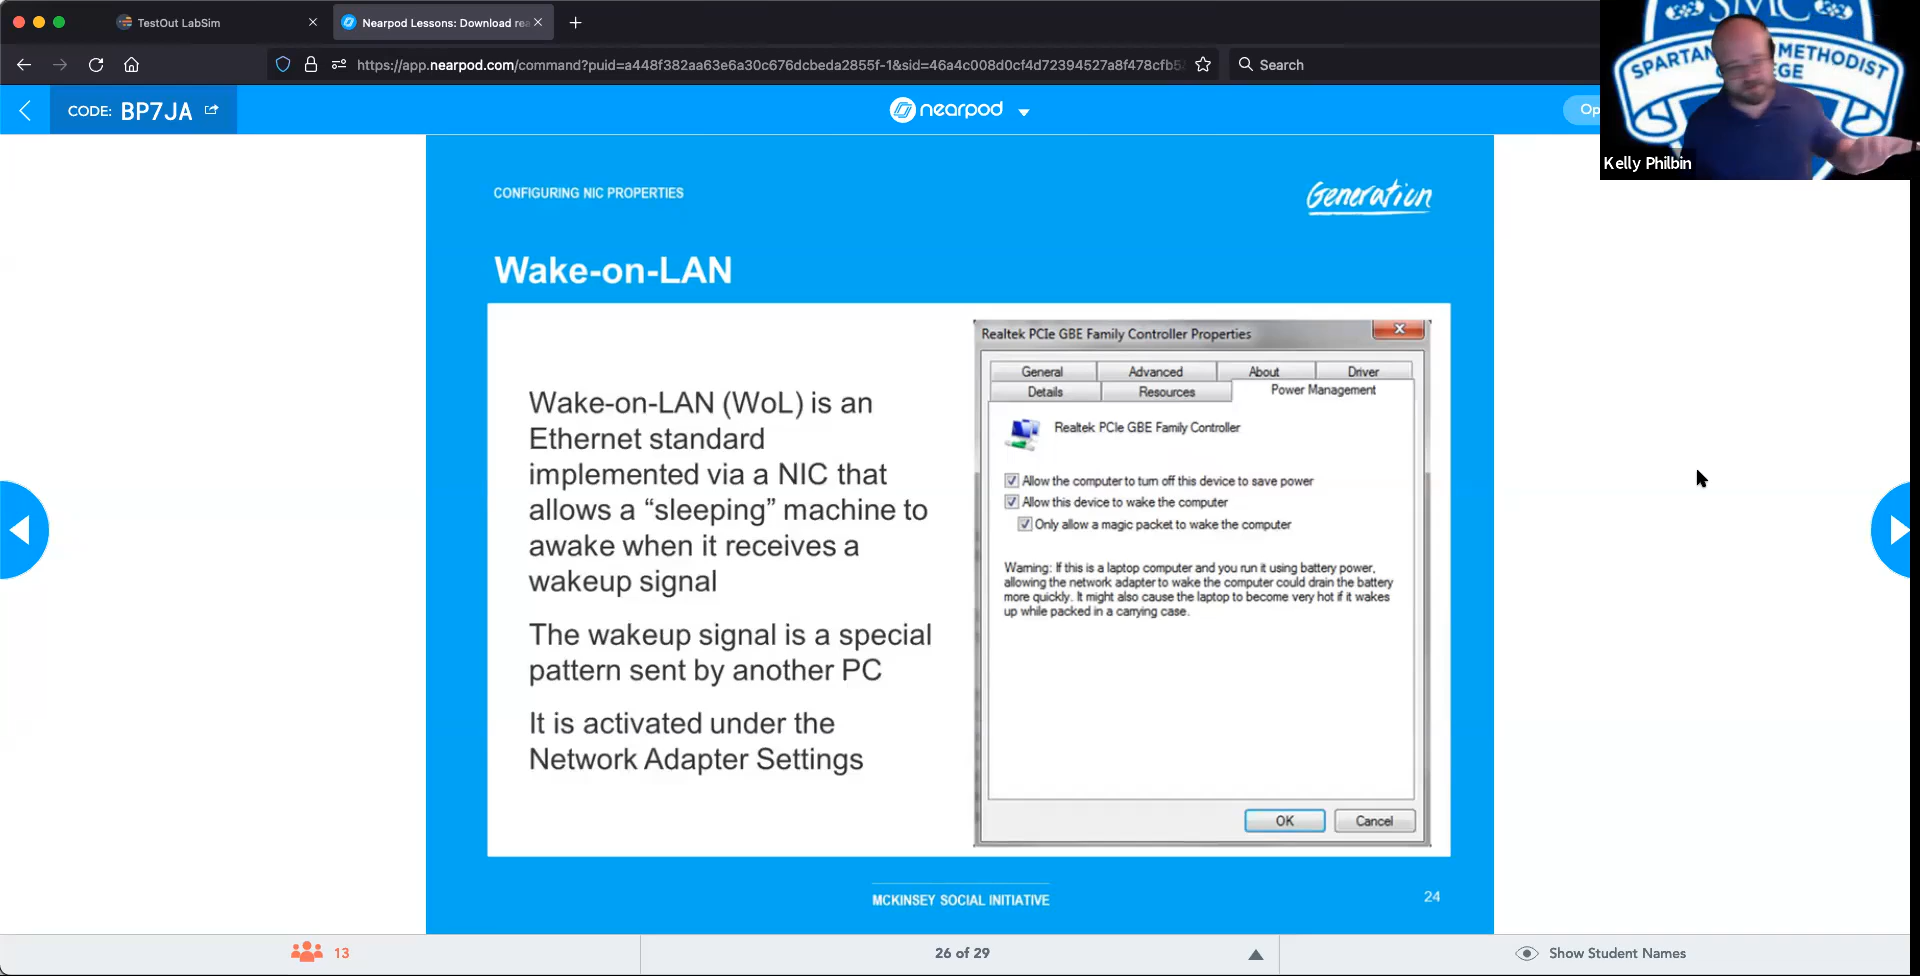 TestOut LabSim
Nearpod Lessons: Download rea
https://app.nearpod.com/command?puid=a448f382aa63e6a30c676dcbeda2855f-1&sid=46a4c008d0cf4d72394527a8f478cfb5
Search
SMC
SPARTAN METHODIST
COLLEGE
Kelly Philbin
CODE: BP7JA
nearpod
Op
CONFIGURING NIC PROPERTIES
Generation
Wake-on-LAN
Wake-on-LAN (WoL) is an
Ethernet standard
implemented via a NIC that
allows a “sleeping” machine to
awake when it receives a
wakeup signal
The wakeup signal is a special
pattern sent by another PC
It is activated under the
Network Adapter Settings
Realtek PCIe GBE Family Controller Properties
General Advanced About Driver
Details Resources Power Management
Realtek PCIe GBE Family Controller
Allow the computer to turn off this device to save power
Allow this device to wake the computer
Only allow a magic packet to wake the computer
Warning: If this is a laptop computer and you run it using battery power,
allowing the network adapter to wake the computer could drain the battery
more quickly. It might also cause the laptop to become very hot if it wakes
up while packed in a carrying case.
OK Cancel
MCKINSEY SOCIAL INITIATIVE
24
13
26 of 29
Show Student Names